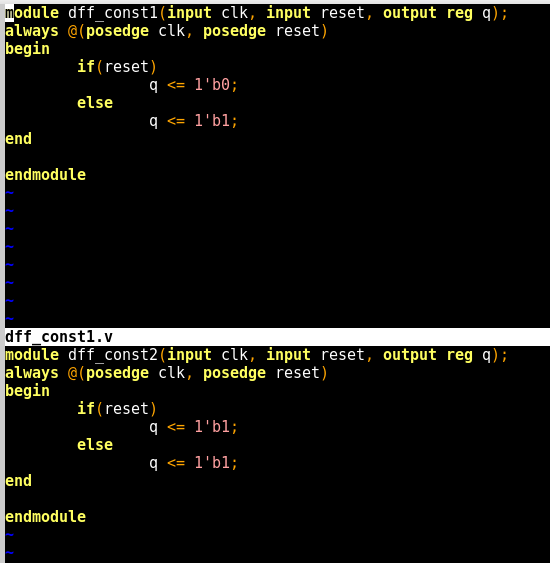 module dff_const1(input clk, input reset, output reg q);
always @(posedge clk, posedge reset)
begin
        if(reset)
                q <= 1'b0;
        else
                q <= 1'b1;
end

endmodule
~
~
~
~
~
~
~
~
dff_const1.v
module dff_const2(input clk, input reset, output reg q);
always @(posedge clk, posedge reset)
begin
        if(reset)
                q <= 1'b1;
        else
                q <= 1'b1;
end

endmodule
~
~